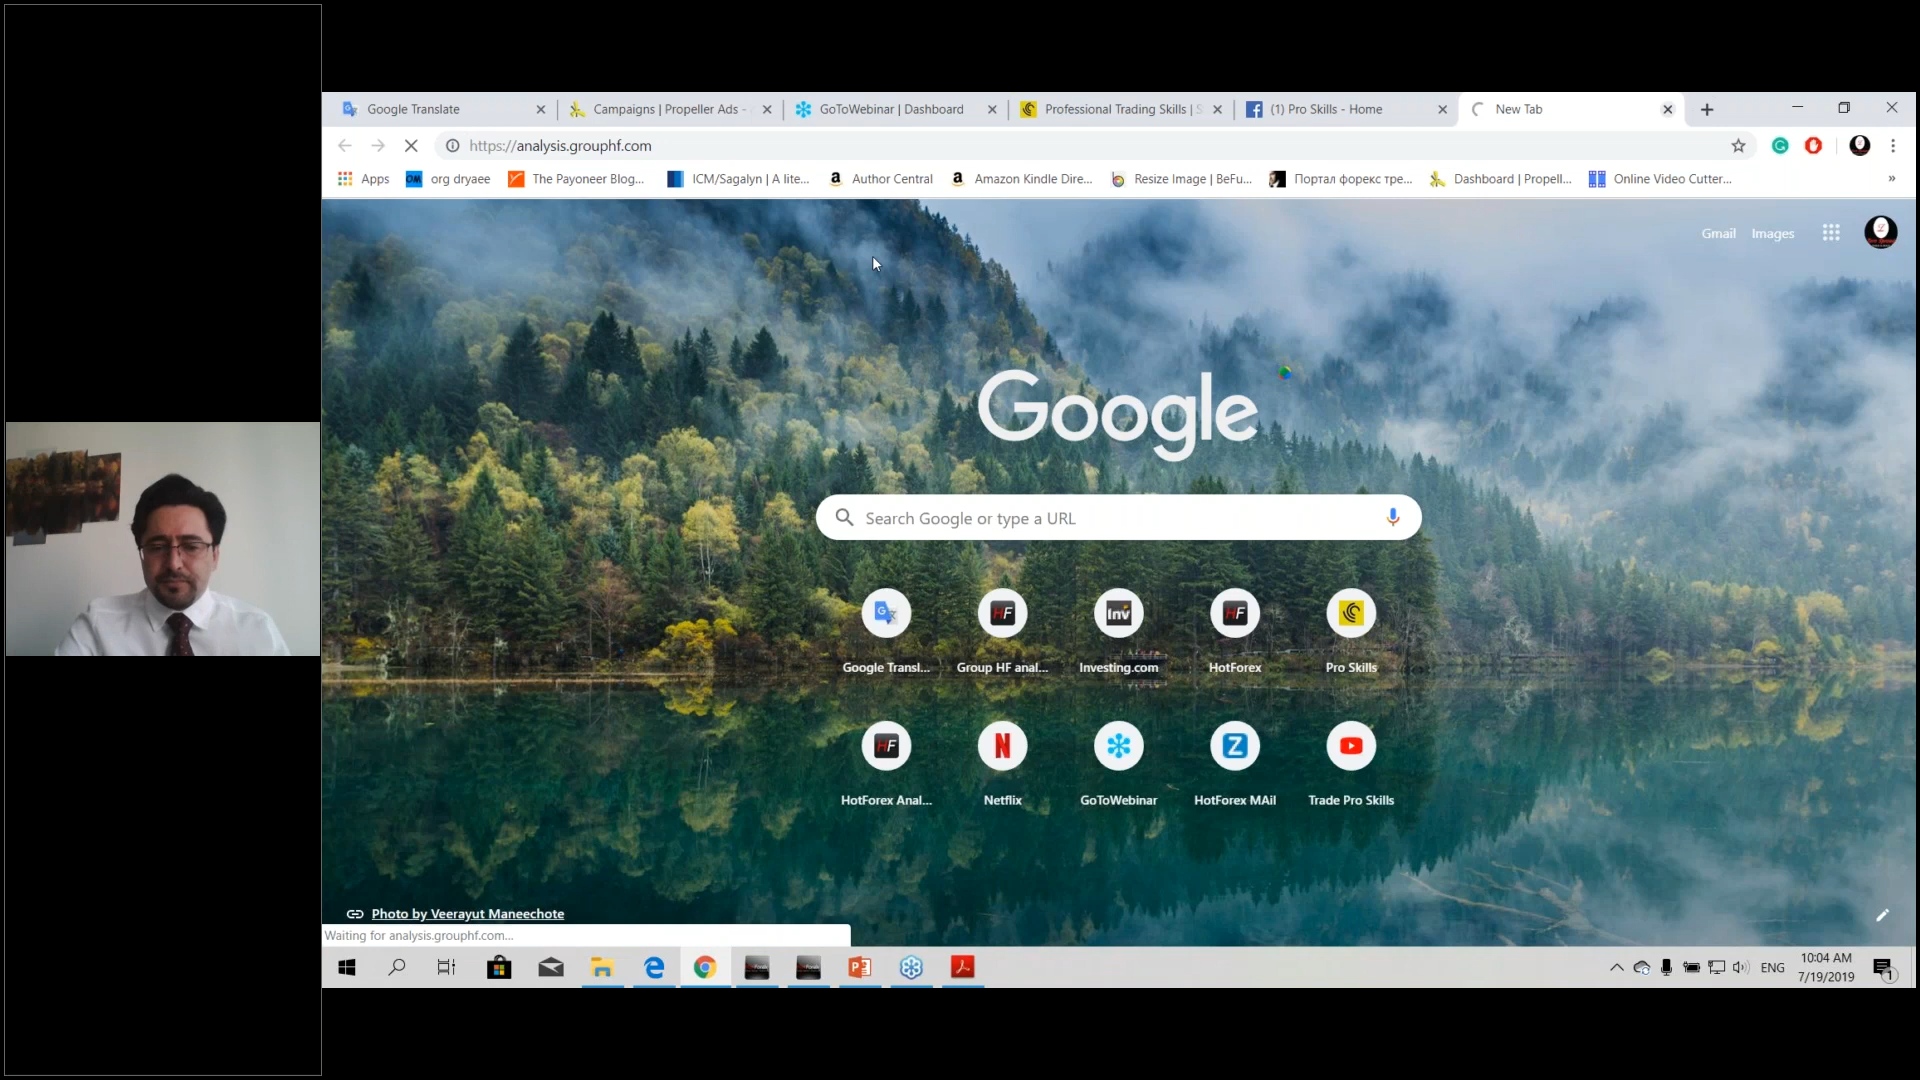 Google Translate
Campaigns | Propeller Ads -
GoToWebinar | Dashboard
Professional Trading Skills | S
(1) Pro Skills - Home
New Tab
https://analysis.grouphf.com
Apps
org dryaee
The Payoneer Blog...
ICM/Sagalyn | A lite...
Author Central
Amazon Kindle Dire...
Resize Image | BeFu...
Портал форекс тре...
Dashboard | Propell...
Online Video Cutter...
»
Gmail
Images
Google
Search Google or type a URL
Google Transl...
Group HF anal...
Investing.com
HotForex
Pro Skills
HotForex Anal...
Netflix
GoToWebinar
HotForex MAil
Trade Pro Skills
Photo by Veerayut Maneechote
Waiting for analysis.grouphf.com...
ENG
10:04 AM
7/19/2019
1